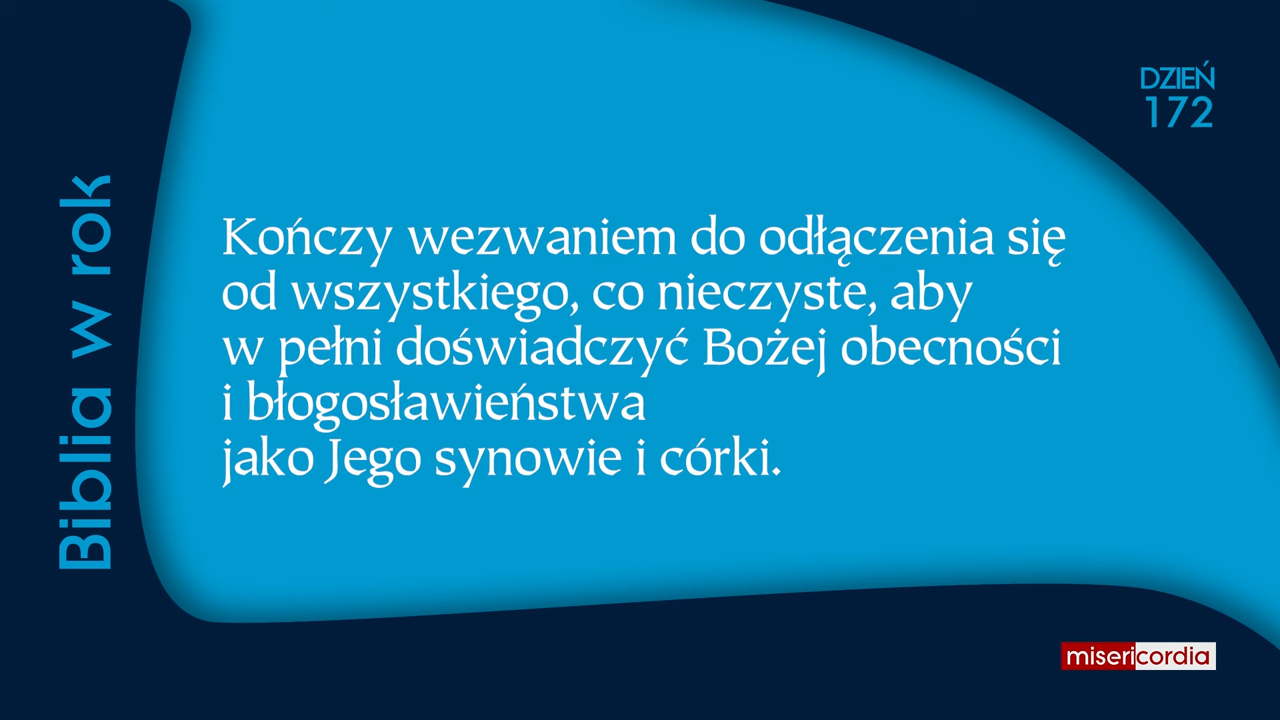 Biblia w rok
DZIEŃ
172
Kończy wezwaniem do odłączenia się
od wszystkiego, co nieczyste, aby
w pełni doświadczyć Bożej obecności
i błogosławieństwa
jako Jego synowie i córki.
misericordia